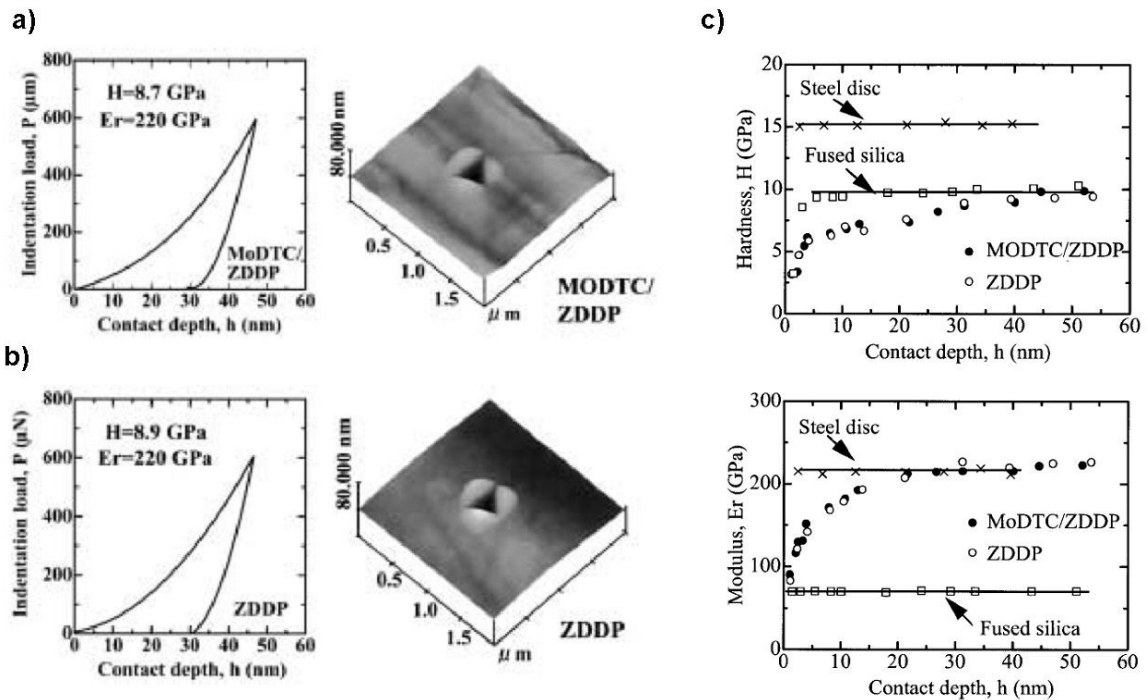 a)
Indentation load, P (μm)
800
600
400
200
0
H=8.7 GPa
Er=220 GPa
MoDTC/
ZDDP
0 10 20 30 40 50 60
Contact depth, h (nm)
80.000 nm
0.5
1.0
1.5
μ m
MODTC/
ZDDP
b)
Indentation load, P (μN)
800
600
400
200
0
H=8.9 GPa
Er=220 GPa
ZDDP
0 10 20 30 40 50 60
Contact depth, h (nm)
80.000 nm
0.5
1.0
1.5
μ m
ZDDP
c)
Hardness, H (GPa)
20
15
10
5
0
Steel disc
Fused silica
MODTC/ZDDP
ZDDP
0 10 20 30 40 50 60
Contact depth, h (nm)
Modulus, Er (GPa)
300
200
100
0
Steel disc
MoDTC/ZDDP
ZDDP
Fused silica
0 10 20 30 40 50 60
Contact depth, h (nm)